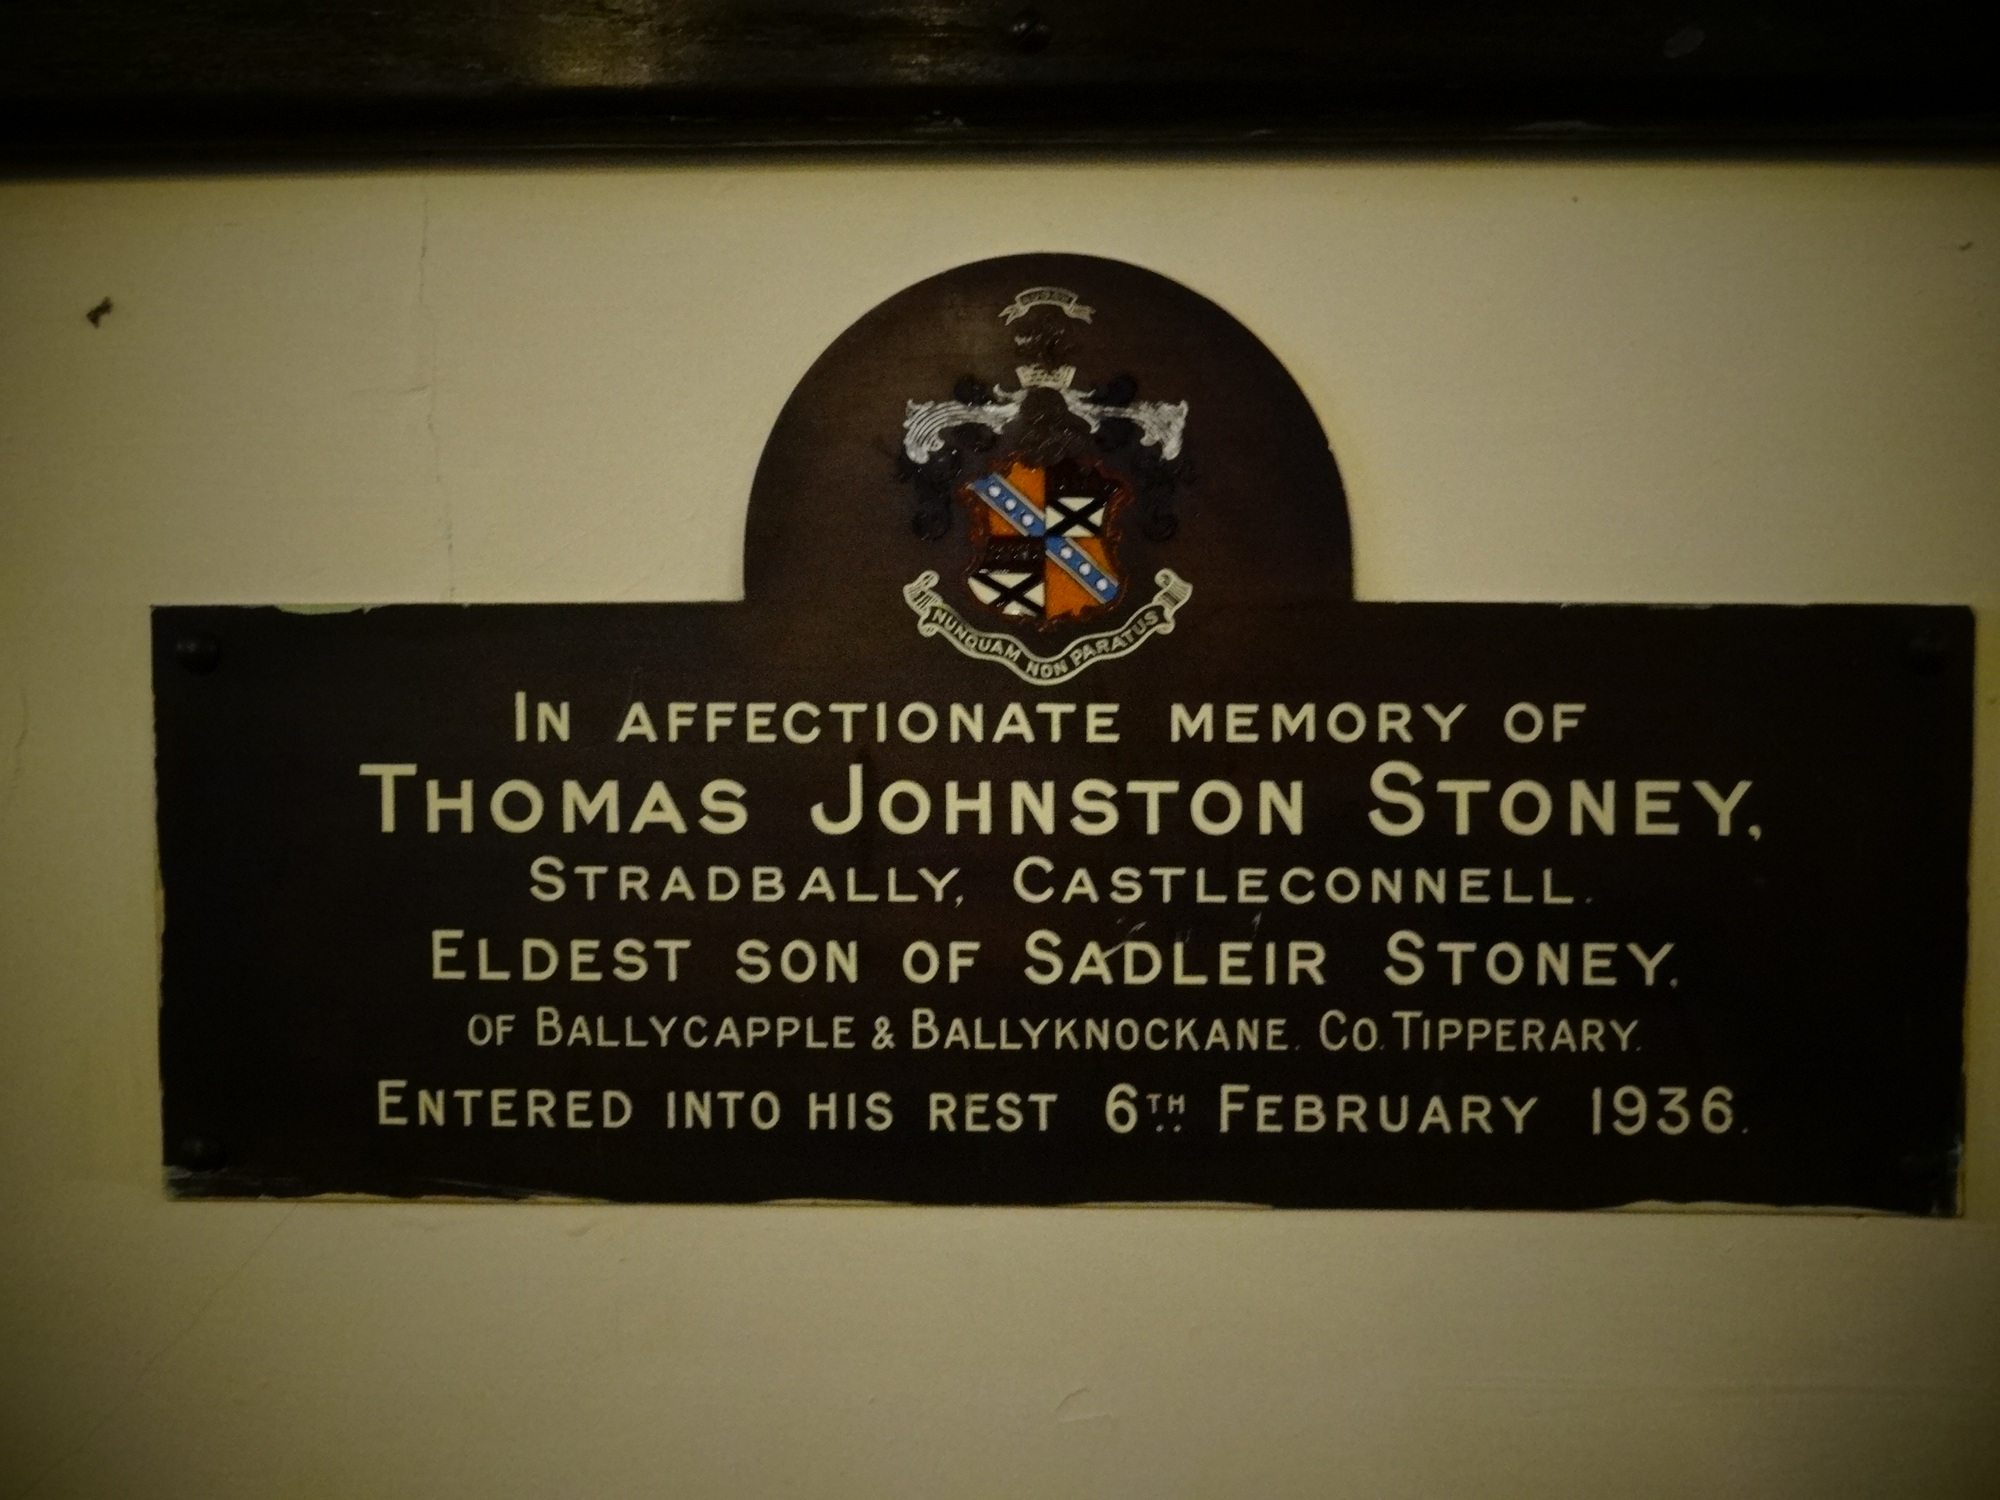 NUNQUAM NON PARATUS
IN AFFECTIONATE MEMORY OF
THOMAS JOHNSTON STONEY,
STRADBALLY, CASTLECONNELL.
ELDEST SON OF SADLEIR STONEY,
OF BALLYCAPPLE & BALLYKNOCKANE. CO. TIPPERARY.
ENTERED INTO HIS REST 6TH FEBRUARY 1936.